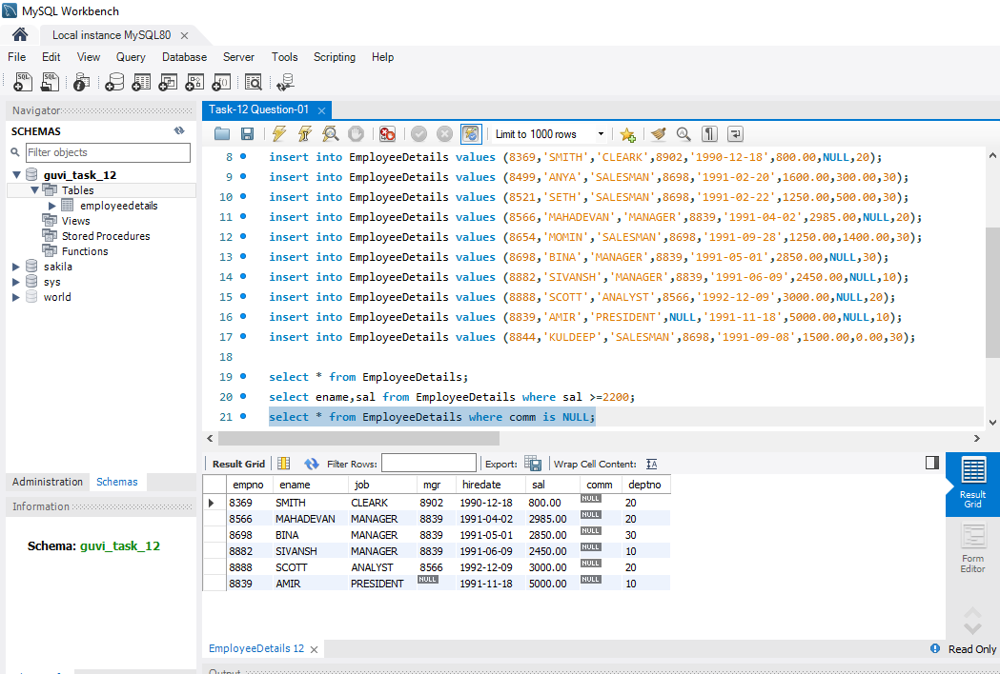 MySQL Workbench
Local instance MySQL80
File Edit View Query Database Server Tools Scripting Help
Navigator
SCHEMAS
Filter objects
guvi_task_12
Tables
employeedetails
Views
Stored Procedures
Functions
sakila
sys
world
Administration Schemas
Information
Schema: guvi_task_12
Task-12 Question-01
Limit to 1000 rows
8 insert into EmployeeDetails values (8369,'SMITH','CLEARK',8902,'1990-12-18',800.00,NULL,20);
9 insert into EmployeeDetails values (8499,'ANYA','SALESMAN',8698,'1991-02-20',1600.00,300.00,30);
10 insert into EmployeeDetails values (8521,'SETH','SALESMAN',8698,'1991-02-22',1250.00,500.00,30);
11 insert into EmployeeDetails values (8566,'MAHADEVAN','MANAGER',8839,'1991-04-02',2985.00,NULL,20);
12 insert into EmployeeDetails values (8654,'MOMIN','SALESMAN',8698,'1991-09-28',1250.00,1400.00,30);
13 insert into EmployeeDetails values (8698,'BINA','MANAGER',8839,'1991-05-01',2850.00,NULL,30);
14 insert into EmployeeDetails values (8882,'SIVANSH','MANAGER',8839,'1991-06-09',2450.00,NULL,10);
15 insert into EmployeeDetails values (8888,'SCOTT','ANALYST',8566,'1992-12-09',3000.00,NULL,20);
16 insert into EmployeeDetails values (8839,'AMIR','PRESIDENT',NULL,'1991-11-18',5000.00,NULL,10);
17 insert into EmployeeDetails values (8844,'KULDEEP','SALESMAN',8698,'1991-09-08',1500.00,0.00,30);
18
19 select * from EmployeeDetails;
20 select ename,sal from EmployeeDetails where sal >=2200;
21 select * from EmployeeDetails where comm is NULL;
Result Grid Filter Rows: Export: Wrap Cell Content:
empno ename job mgr hiredate sal comm deptno
8369 SMITH CLEARK 8902 1990-12-18 800.00 NULL 20
8566 MAHADEVAN MANAGER 8839 1991-04-02 2985.00 NULL 20
8698 BINA MANAGER 8839 1991-05-01 2850.00 NULL 30
8882 SIVANSH MANAGER 8839 1991-06-09 2450.00 NULL 10
8888 SCOTT ANALYST 8566 1992-12-09 3000.00 NULL 20
8839 AMIR PRESIDENT NULL 1991-11-18 5000.00 NULL 10
Result
Grid
Form
Editor
EmployeeDetails 12
Read Only
Output